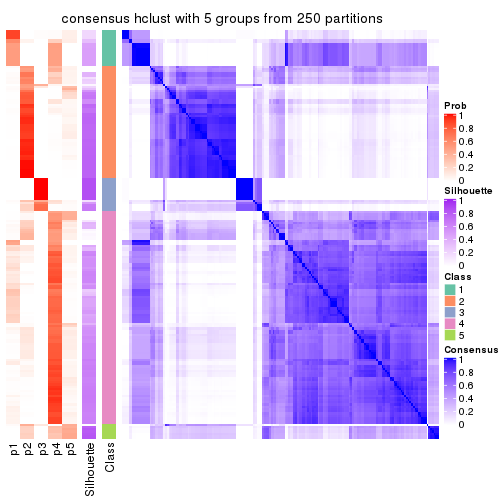 consensus hclust with 5 groups from 250 partitions
Prob
1
0.8
0.6
0.4
0.2
0
Silhouette
1
0.8
0.6
0.4
0.2
0
Class
1
2
3
4
5
Consensus
1
0.8
0.6
0.4
0.2
0
p1
p2
p3
p4
p5
Silhouette
Class